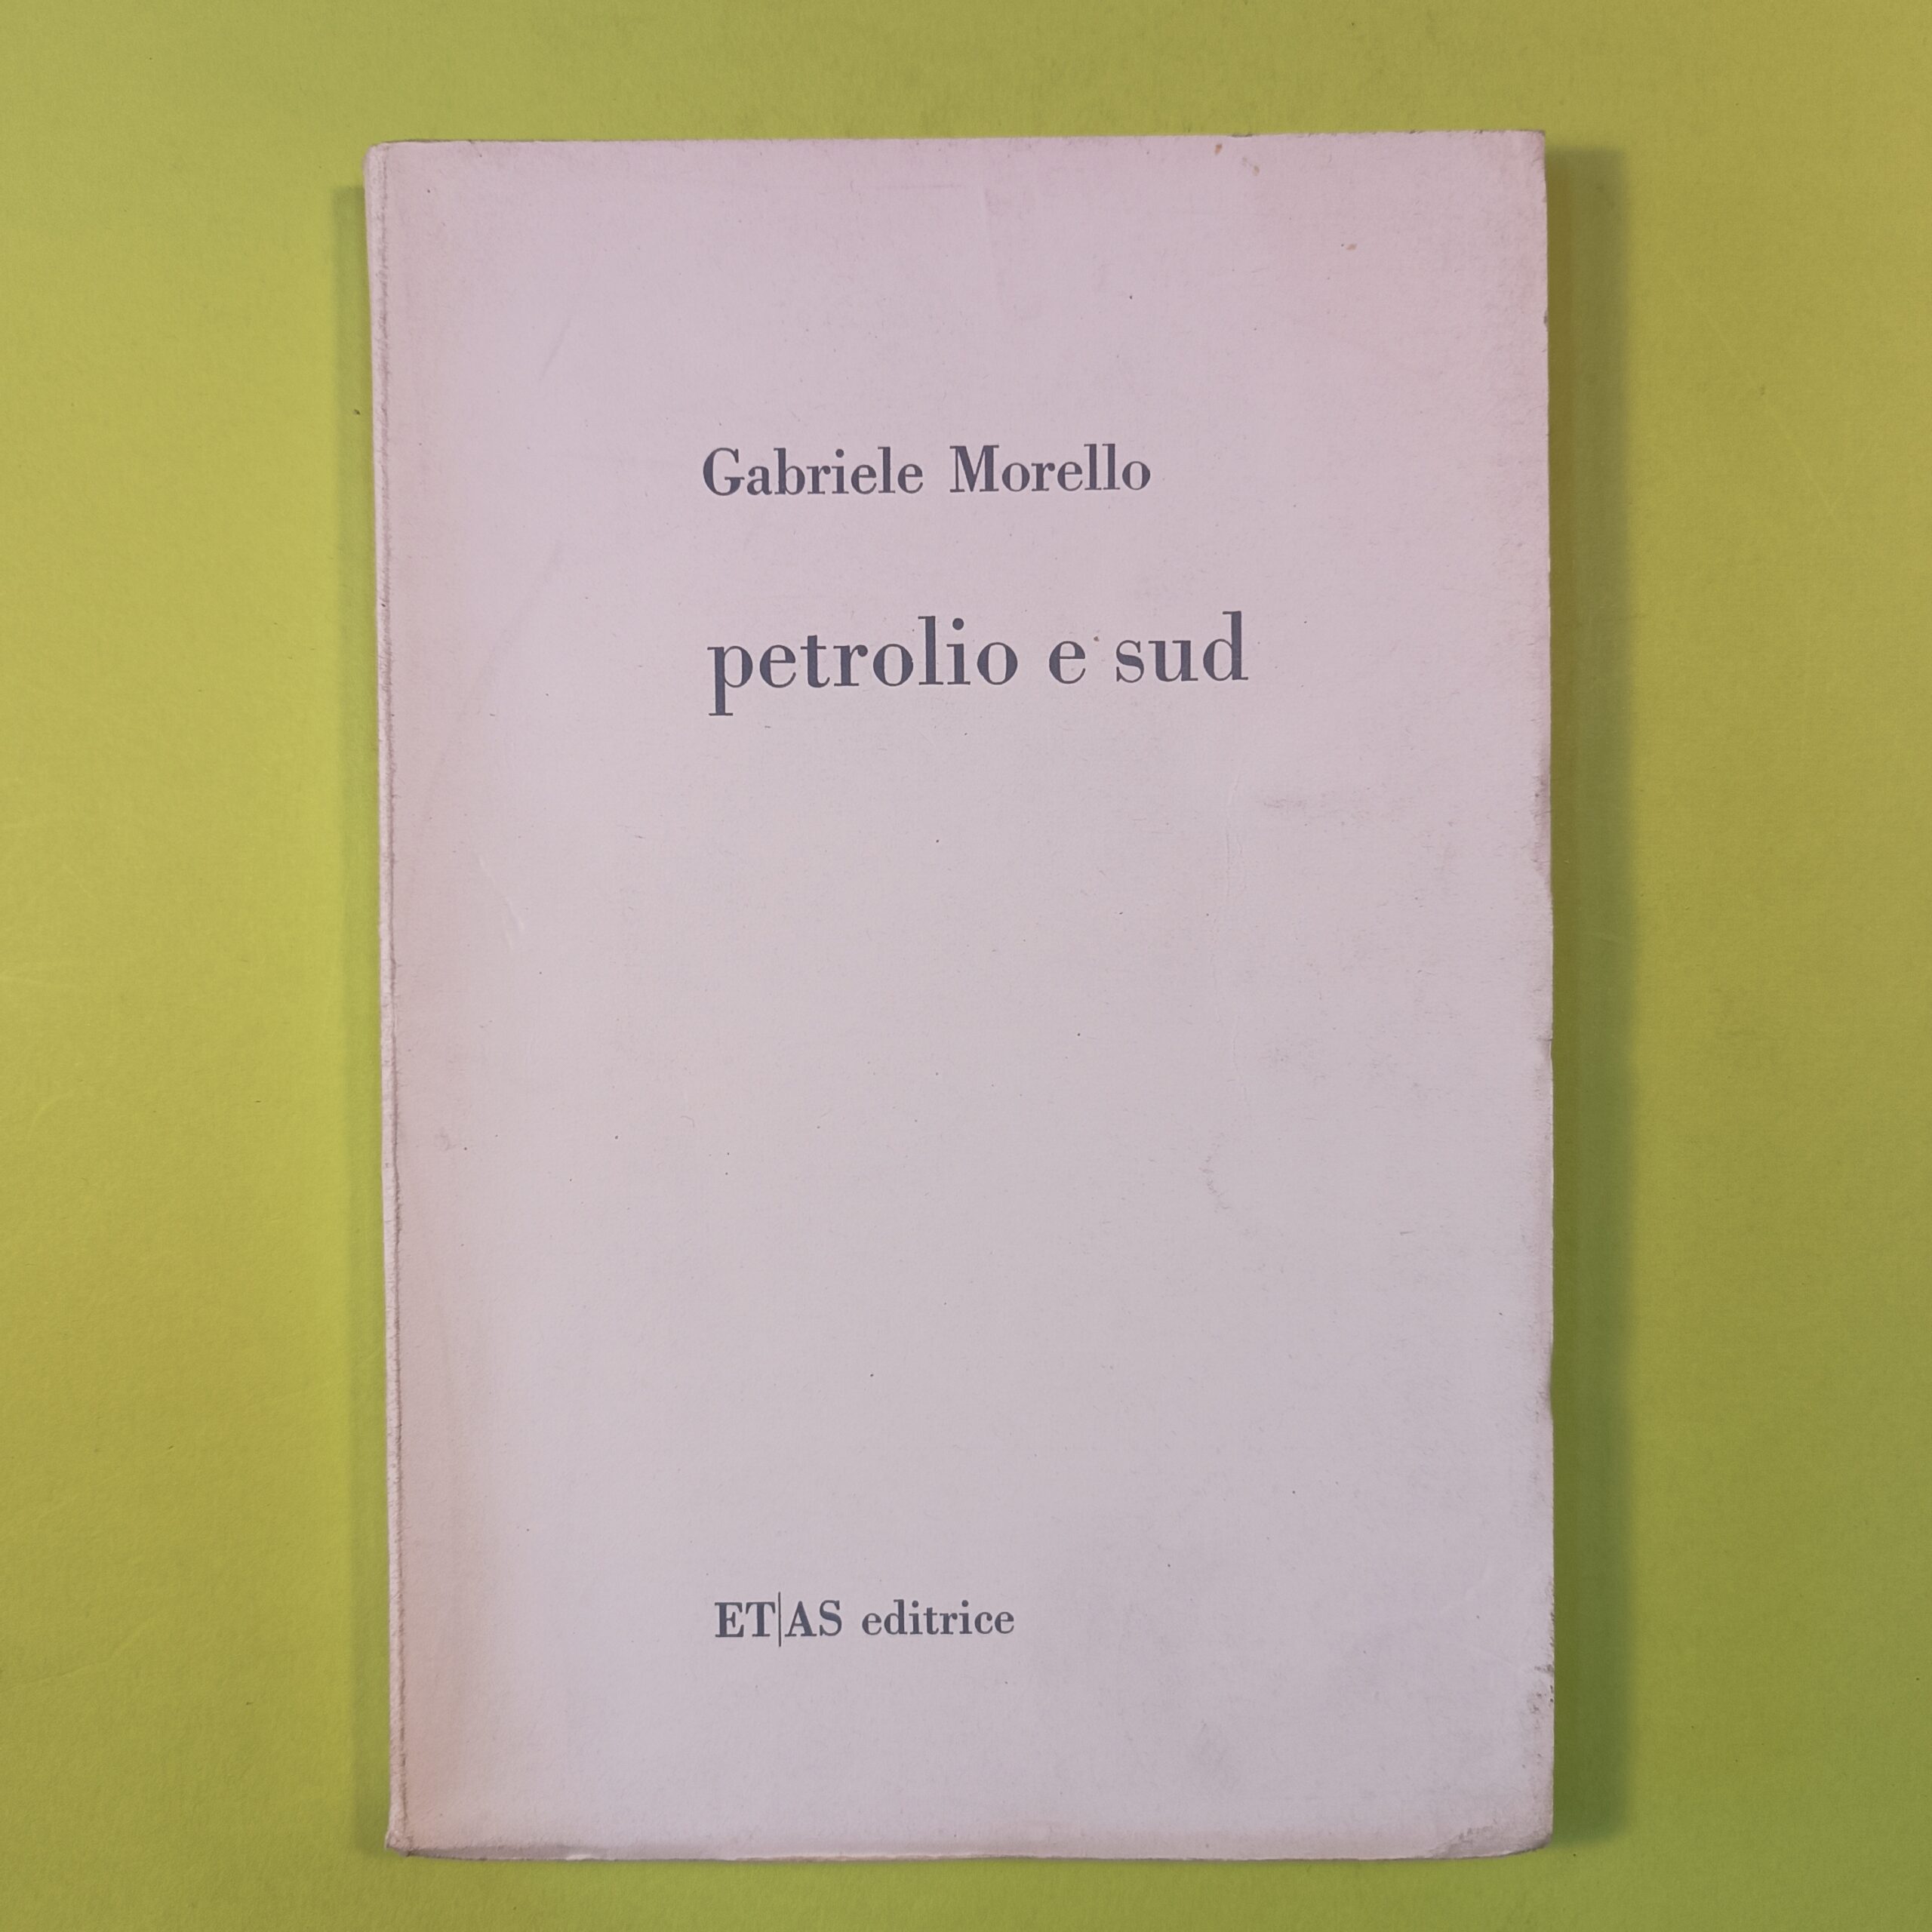 Gabriele Morello
petrolio e sud
ET|AS editrice